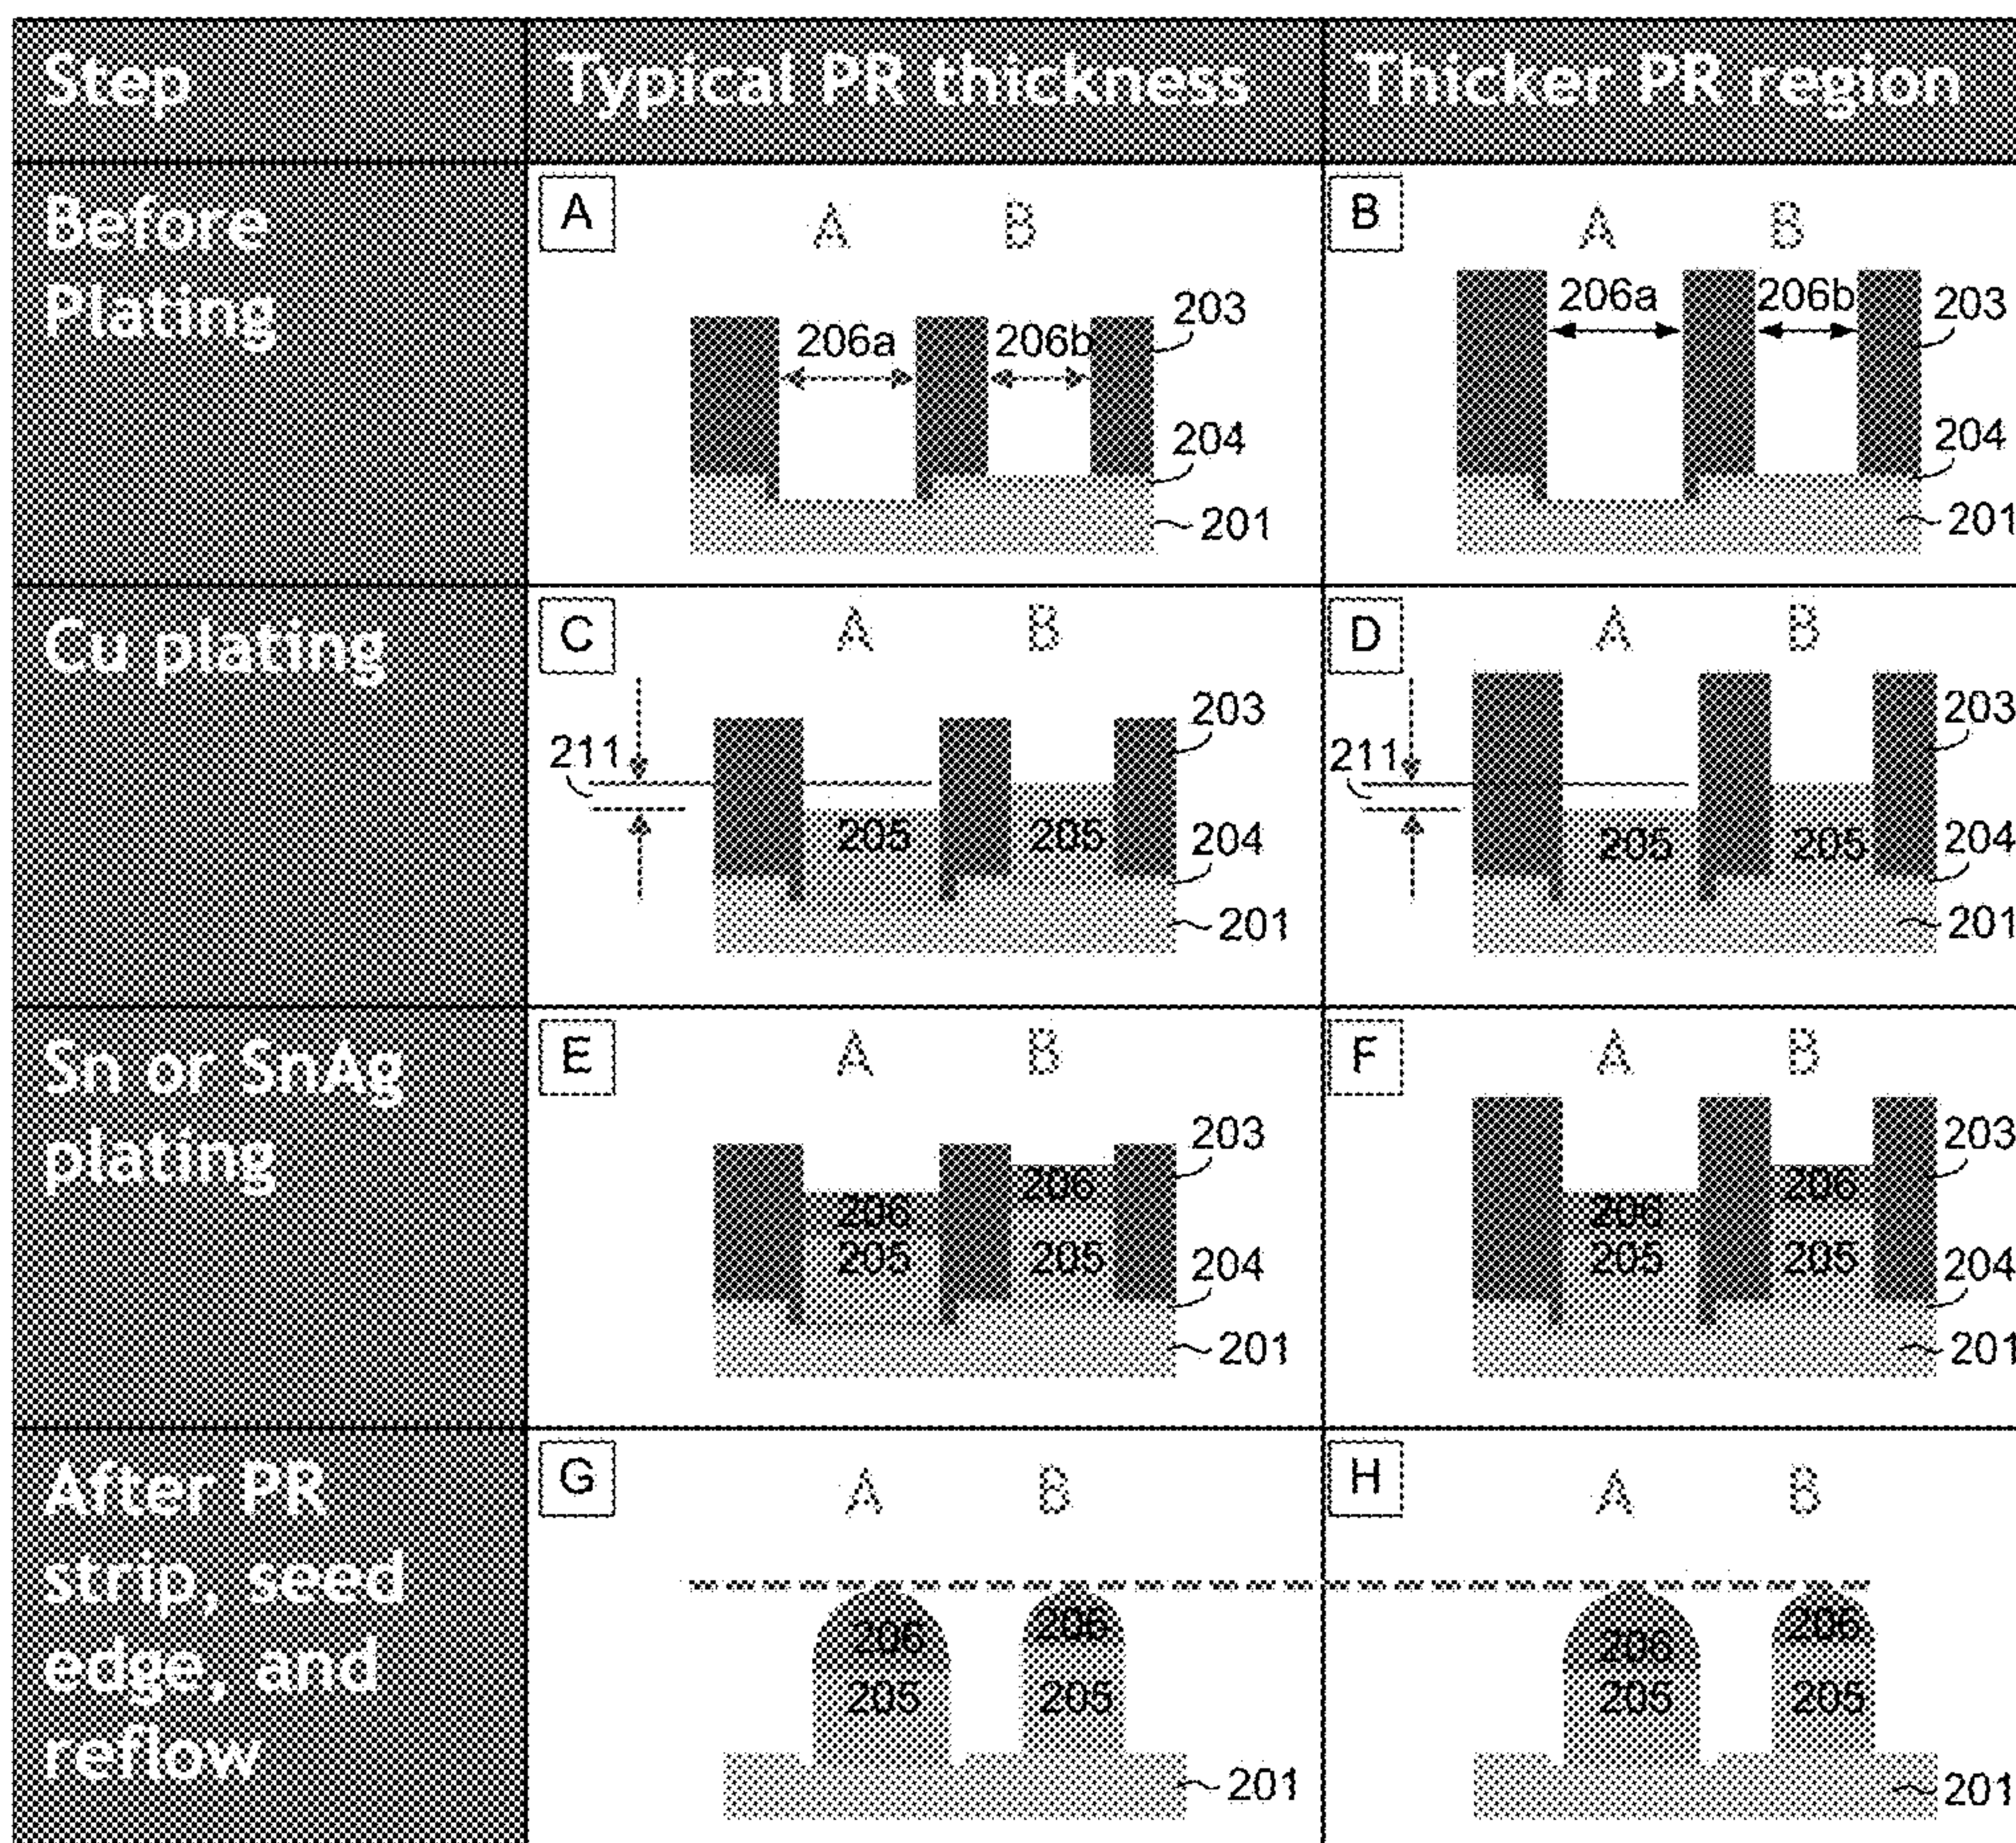 Step
Typical PR thickness
Thicker PR region
Before
Plating
A
A
B
206a
206b
203
204
201
B
A
B
206a
206b
203
204
201
Cu plating
C
A
B
211
203
205
205
204
201
D
A
B
211
203
205
205
204
201
Sn or SnAg
plating
E
A
B
203
206
206
205
205
204
201
F
A
B
203
206
206
205
205
204
201
After PR
strip, seed
edge, and
reflow
G
A
B
206
206
205
205
201
H
A
B
206
206
205
205
201